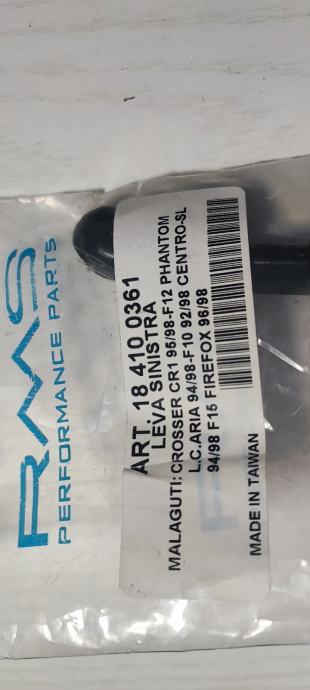 RMS
PERFORMANCE PARTS
ART. 18 410 0361
LEVA SINISTRA
MALAGUTI: CROSSER CR1 95/98-F12 PHANTOM
L.C.ARIA 94/98-F10 92/98 CENTRO-SL
94/98 F15 FIREFOX 96/98
MADE IN TAIWAN